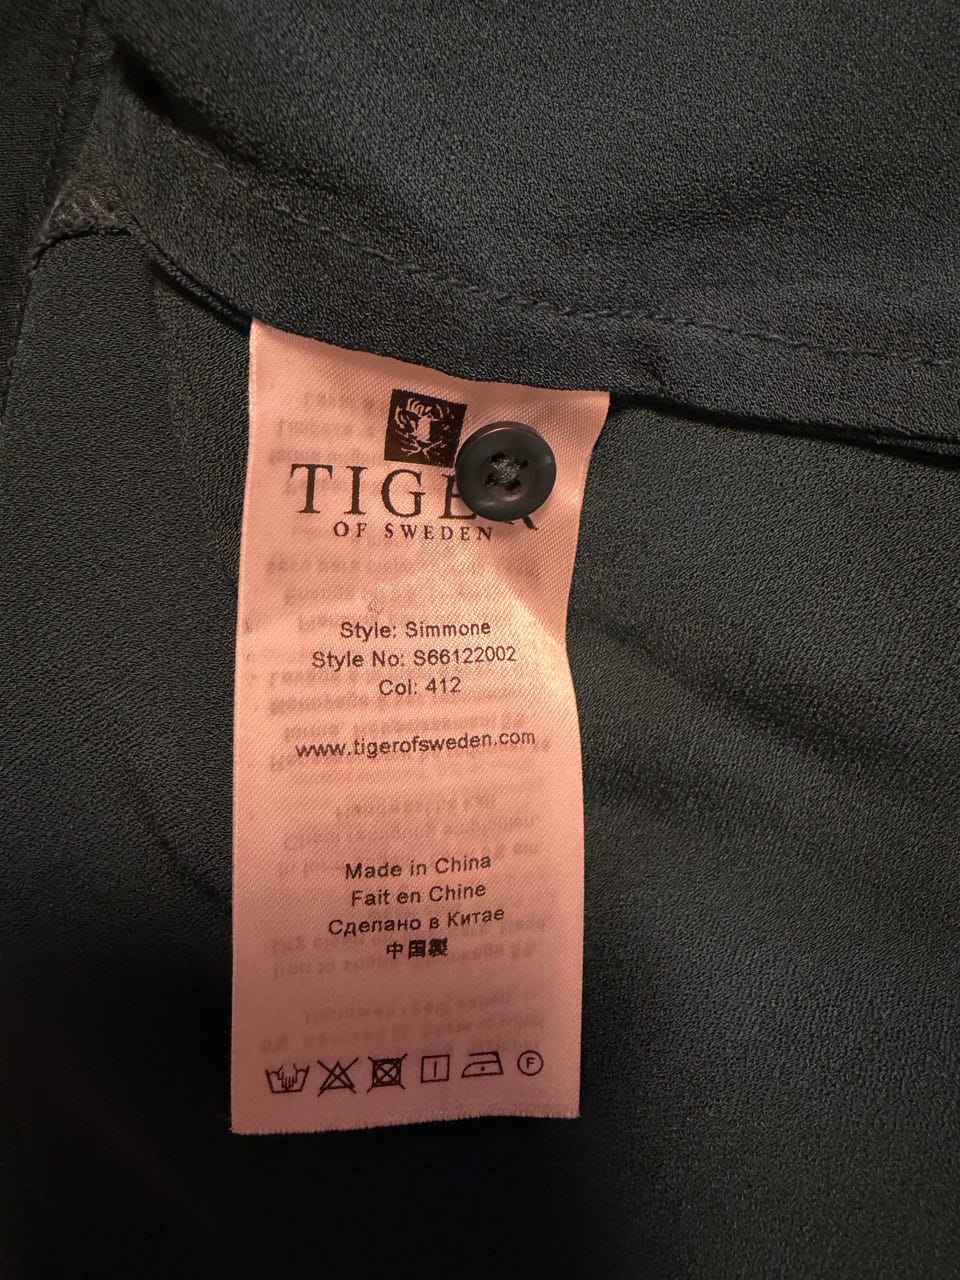 TIGER
OF SWEDEN
Style: Simmone
Style No: S66122002
Col: 412
www.tigerofsweden.com
Made in China
Fait en Chine
Сделано в Китае
中国製
F